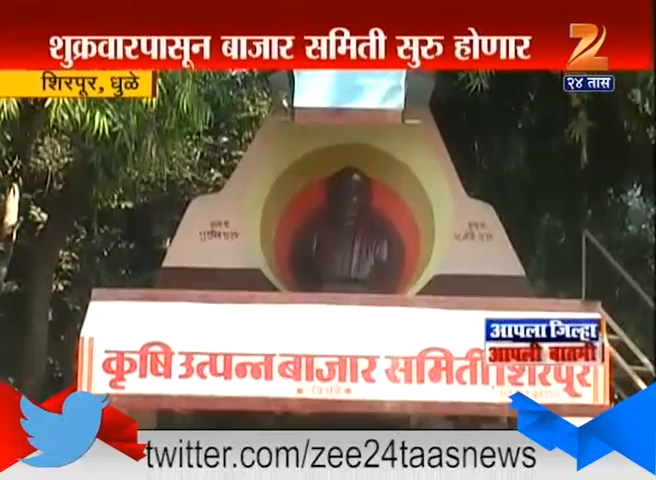 शुक्रवारपासून बाजार समिती सुरु होणार
Z
२४ तास
शिरपूर, धुळे
कृषि उत्पन्न बाजार समिती शिरपूर
आपला जिल्हा
आपली बातमी
twitter.com/zee24taasnews